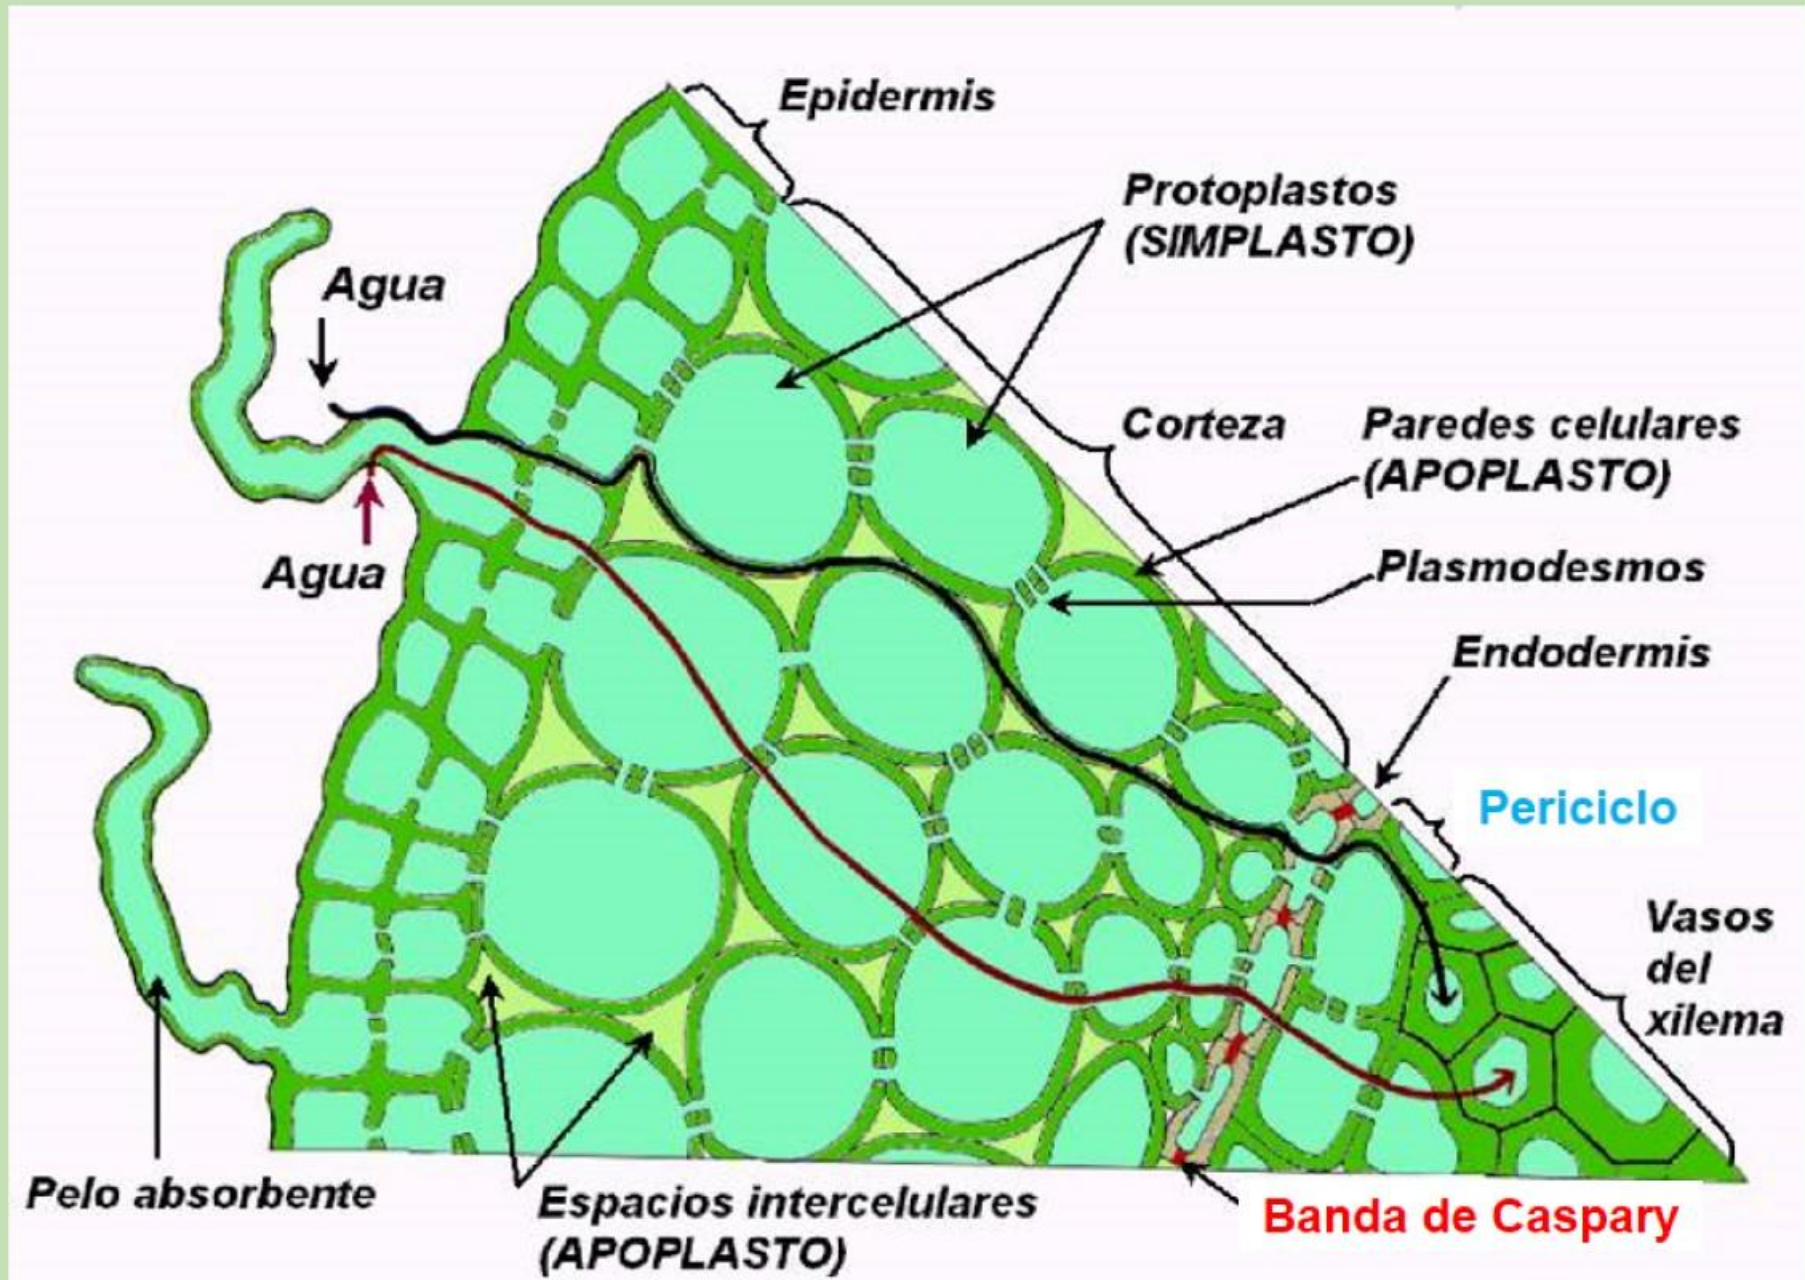 Epidermis
Protoplastos
(SIMPLASTO)
Agua
Corteza
Paredes celulares
(APOPLASTO)
Plasmodesmos
Agua
Endodermis
Periciclo
Vasos
del
xilema
Pelo absorbente
Espacios intercelulares
(APOPLASTO)
Banda de Caspary